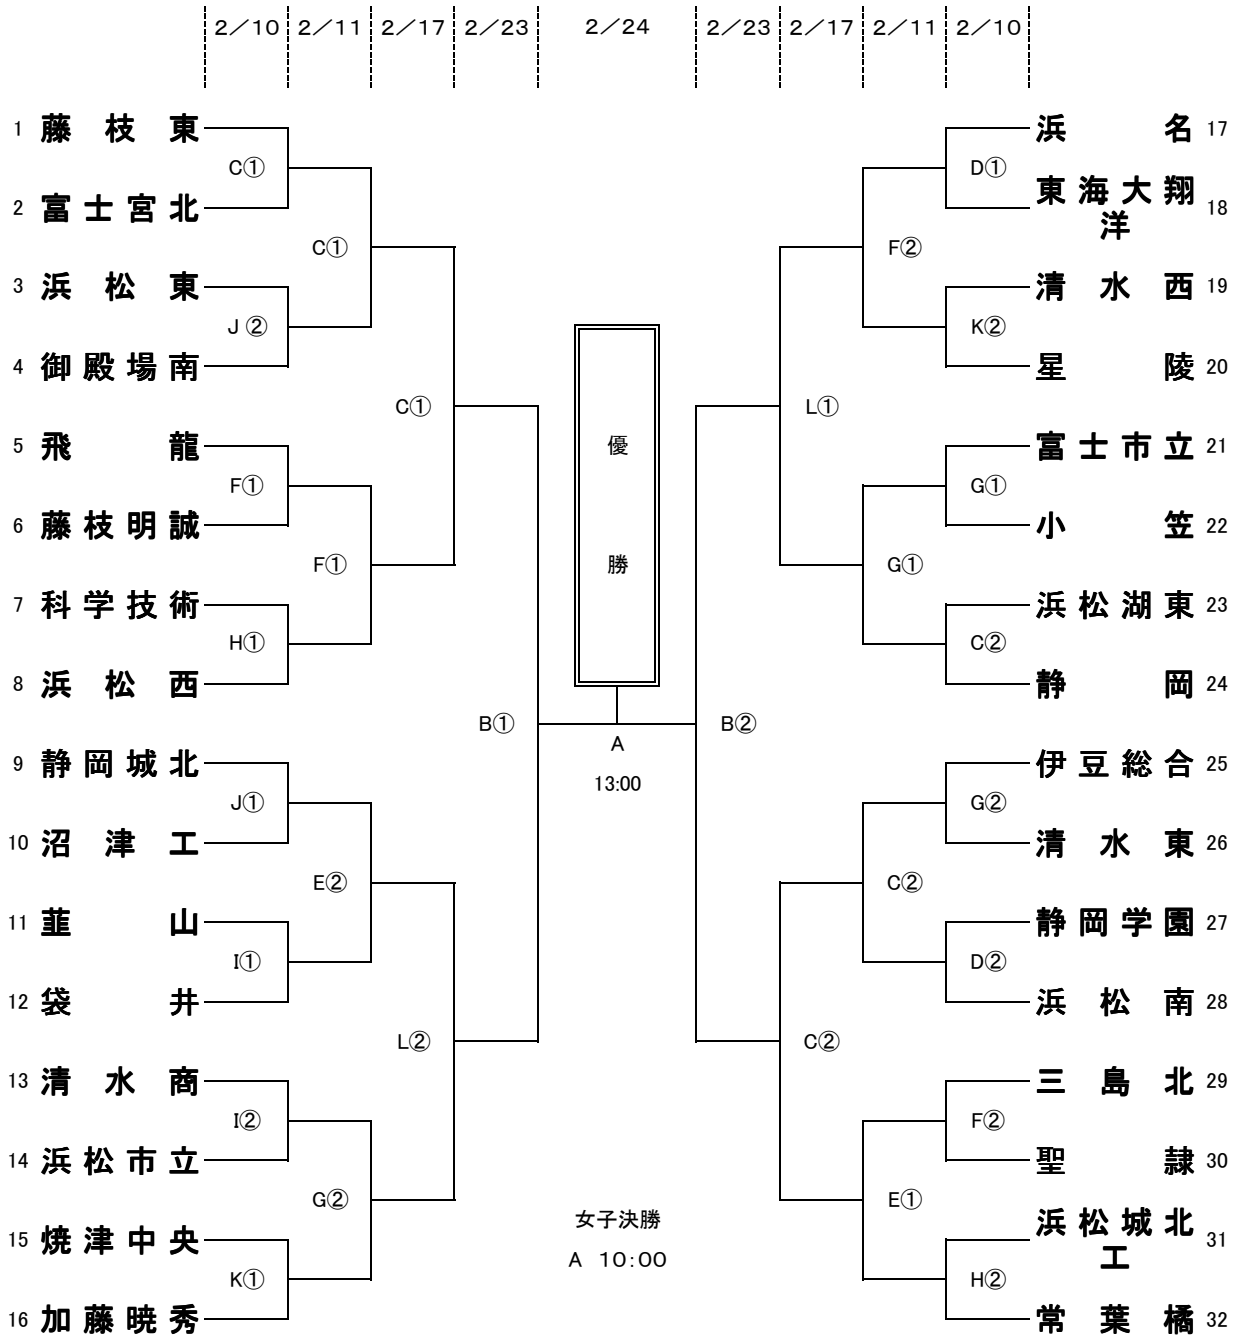 2／10 2／11 2／17 2／23 2／24 2／23 2／17 2／11 2／10
1 藤枝東
C①
2 富士宮北
C①
3 浜松東
J ②
4 御殿場南
C①
5 飛龍
F①
6 藤枝明誠
F①
7 科学技術
H①
8 浜松西
B①
9 静岡城北
J①
10 沼津工
E②
11 韮山
I①
12 袋井
L②
13 清水商
I②
14 浜松市立
G②
15 焼津中央
K①
16 加藤暁秀
優
勝
A
13:00
女子決勝
A 10:00
浜名 17
D①
東海大翔
洋 18
F②
清水西 19
K②
星陵 20
L①
富士市立 21
G①
小笠 22
G①
浜松湖東 23
C②
静岡 24
B②
伊豆総合 25
G②
清水東 26
C②
静岡学園 27
D②
浜松南 28
C②
三島北 29
F②
聖隷 30
E①
浜松城北
工 31
H②
常葉橘 32